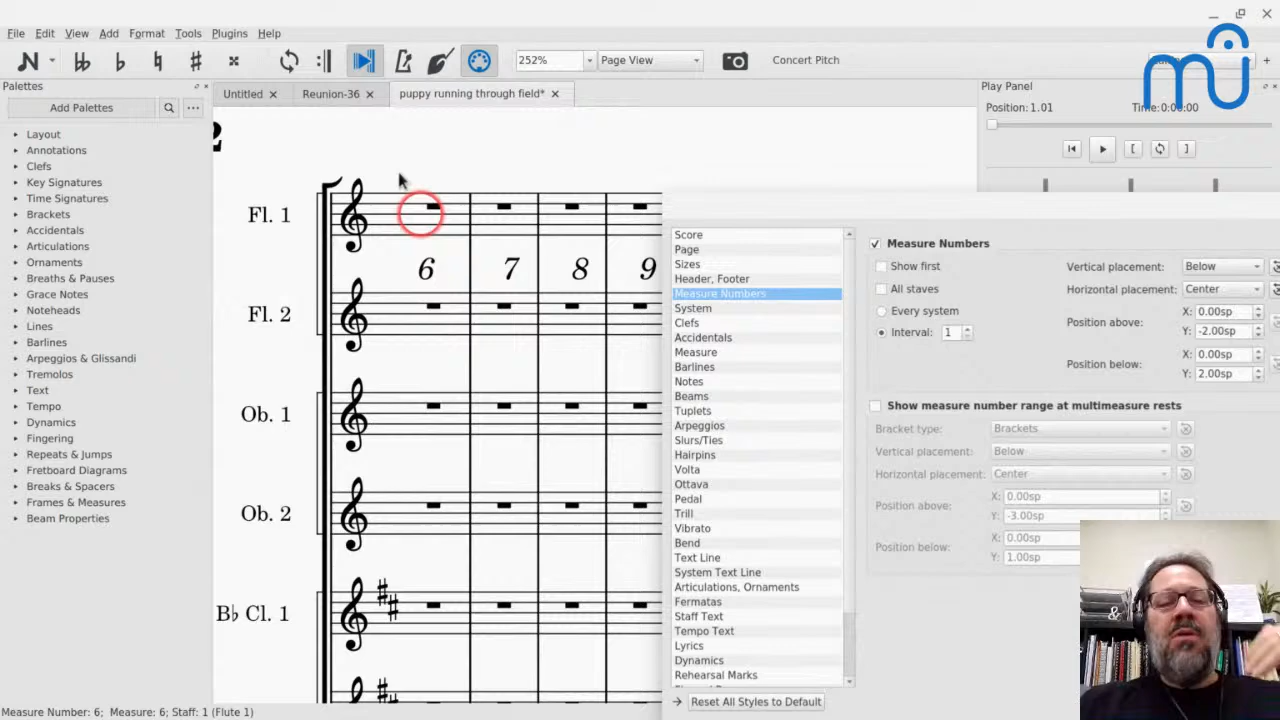 File Edit View Add Format Tools Plugins Help
252% Page View Concert Pitch
Palettes
Untitled Reunion-36 puppy running through field*
Play Panel
Add Palettes
Position:1.01 Time:0:00:00
Layout
Annotations
Clefs
Key Signatures
Time Signatures
Brackets
Accidentals
Articulations
Ornaments
Breaths & Pauses
Grace Notes
Noteheads
Lines
Barlines
Arpeggios & Glissandi
Tremolos
Text
Tempo
Dynamics
Fingering
Repeats & Jumps
Fretboard Diagrams
Breaks & Spacers
Frames & Measures
Beam Properties
2
Fl. 1
6 7 8 9
Fl. 2
Ob. 1
Ob. 2
B♭ Cl. 1
Score
Page
Sizes
Header, Footer
Measure Numbers
System
Clefs
Accidentals
Measure
Barlines
Notes
Beams
Tuplets
Arpeggios
Slurs/Ties
Hairpins
Volta
Ottava
Pedal
Trill
Vibrato
Bend
Text Line
System Text Line
Articulations, Ornaments
Fermatas
Staff Text
Tempo Text
Lyrics
Dynamics
Rehearsal Marks
Measure Numbers
Show first
All staves
Every system
Interval: 1
Vertical placement: Below
Horizontal placement: Center
Position above: X: 0.00sp
Y: -2.00sp
Position below: X: 0.00sp
Y: 2.00sp
Show measure number range at multimeasure rests
Bracket type: Brackets
Vertical placement: Below
Horizontal placement: Center
Position above: X: 0.00sp
Y: -3.00sp
Position below: X: 0.00sp
Y: 1.00sp
Reset All Styles to Default
&
Measure Number: 6; Measure: 6; Staff: 1 (Flute 1)